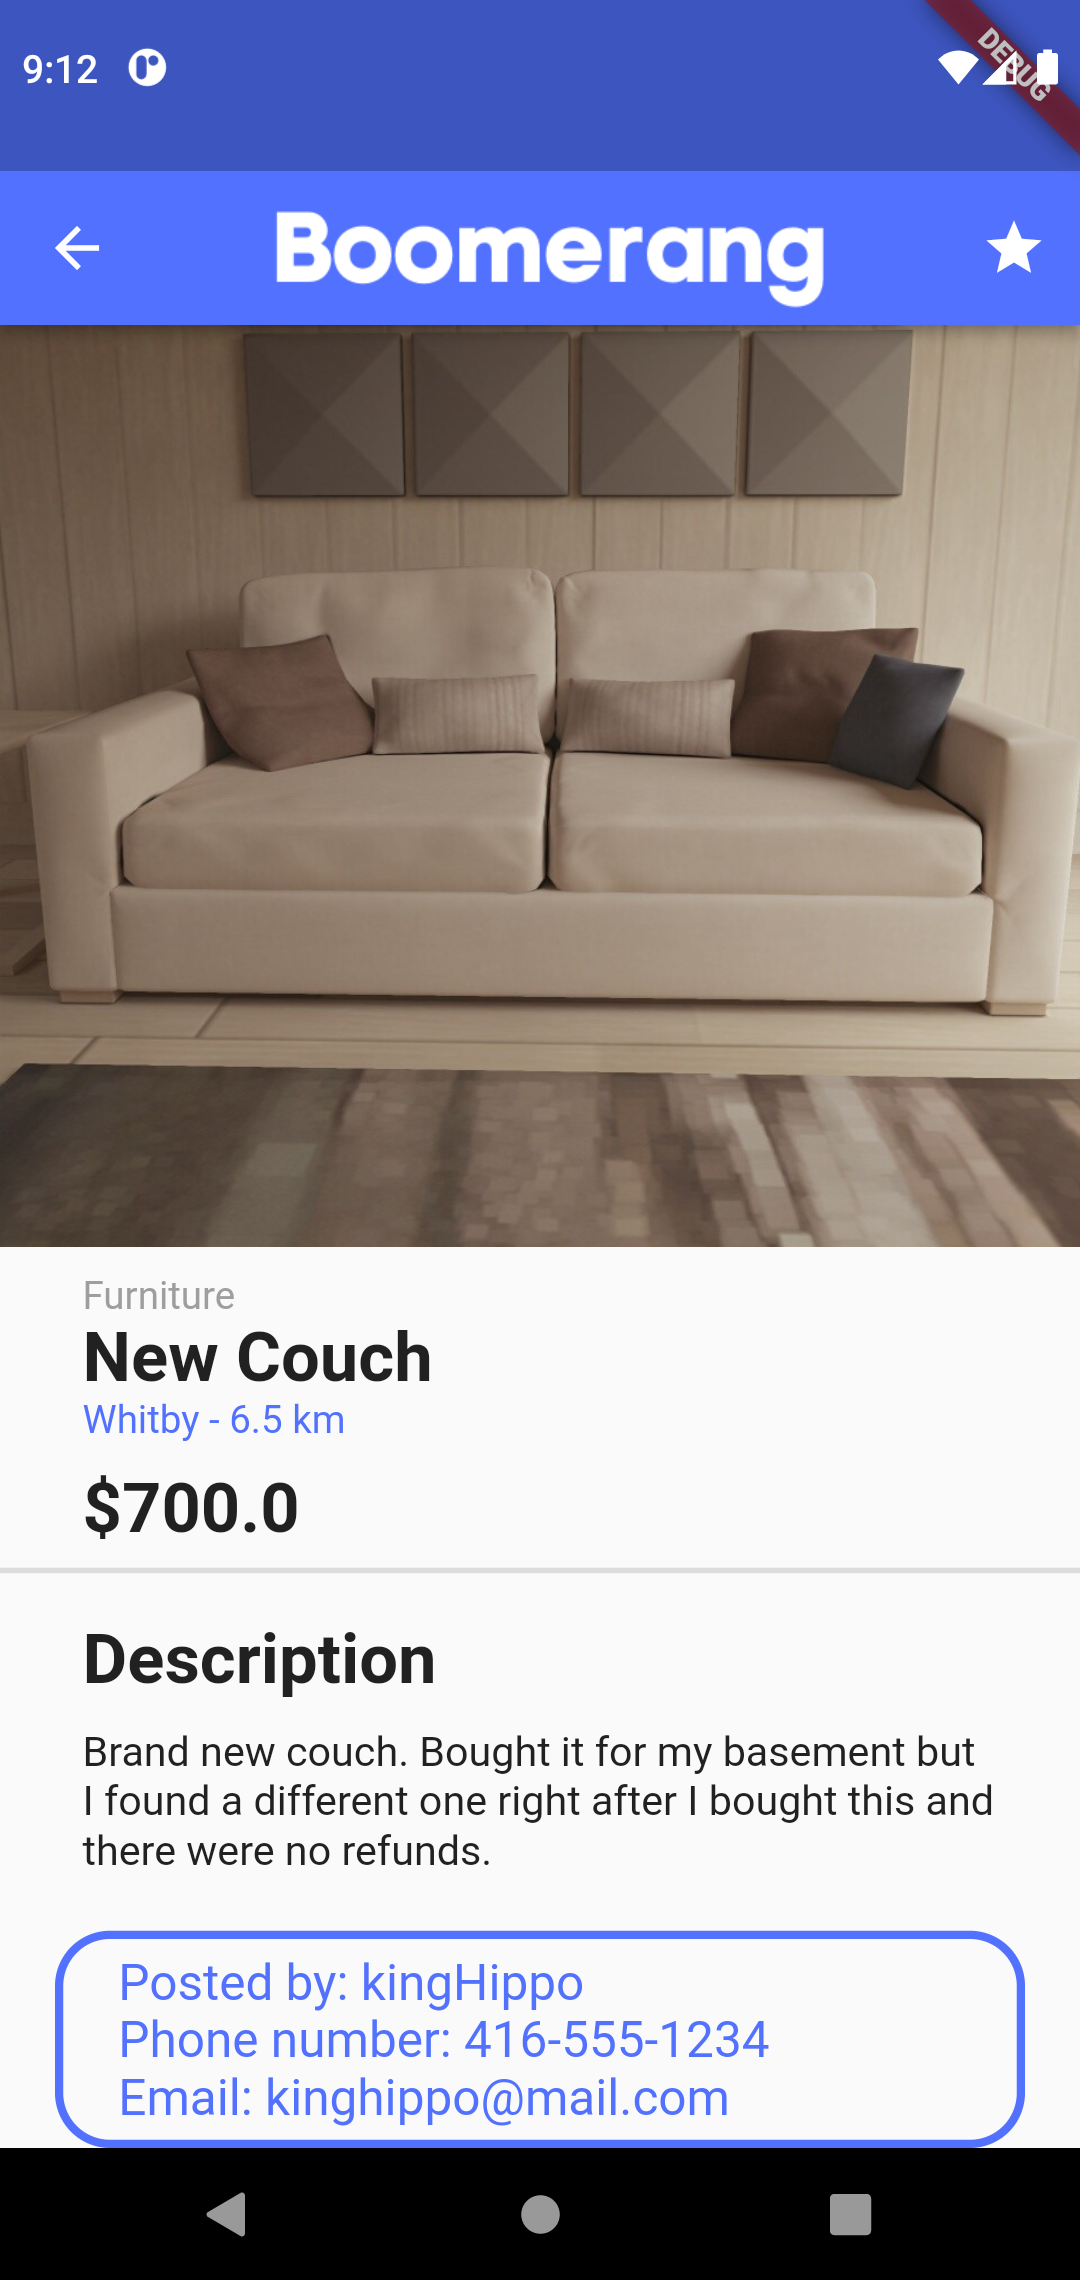 9:12
DEBUG
Boomerang
Furniture
New Couch
Whitby - 6.5 km
$700.0
Description
Brand new couch. Bought it for my basement but
I found a different one right after I bought this and
there were no refunds.
Posted by: kingHippo
Phone number: 416-555-1234
Email: kinghippo@mail.com